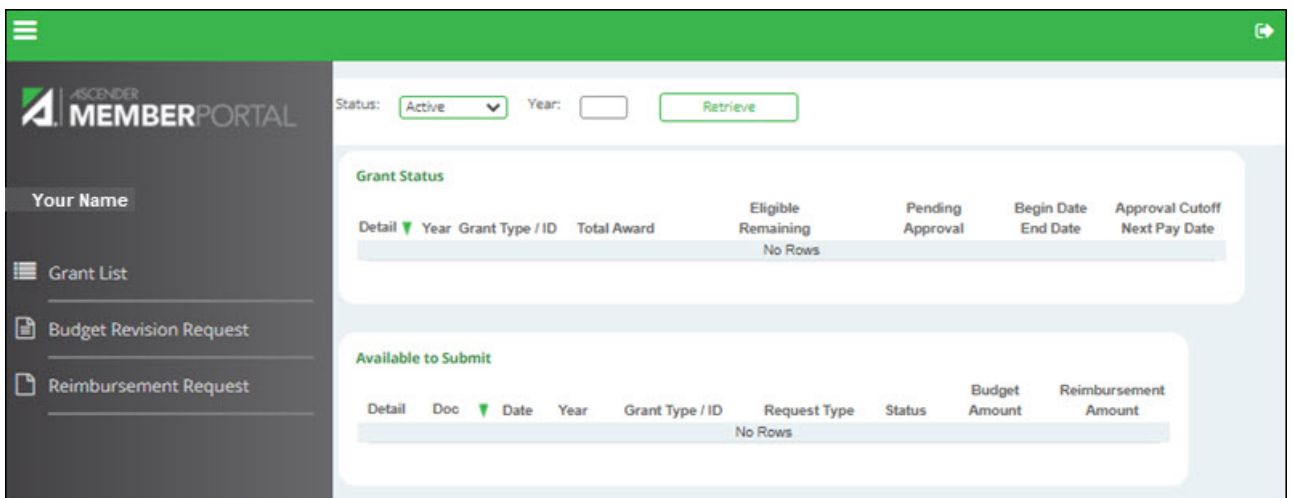 ASCENDER
MEMBERPORTAL
Your Name
Grant List
Budget Revision Request
Reimbursement Request
Status: Active Year: Retrieve
Grant Status
Detail Year Grant Type / ID Total Award Eligible Remaining Pending Approval Begin Date End Date Approval Cutoff Next Pay Date
No Rows
Available to Submit
Detail Doc Date Year Grant Type / ID Request Type Status Budget Amount Reimbursement Amount
No Rows